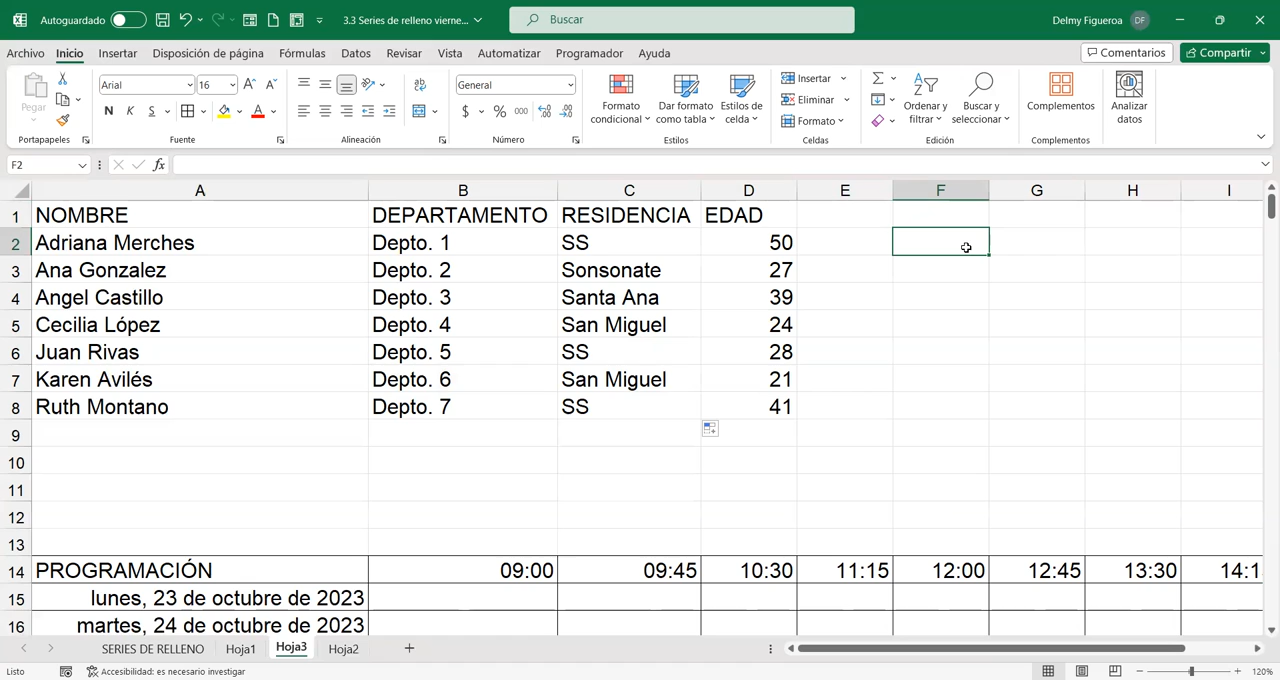 Autoguardado 3.3 Series de relleno vierne... Buscar Delmy Figueroa DF
Archivo Inicio Insertar Disposición de página Fórmulas Datos Revisar Vista Automatizar Programador Ayuda Comentarios Compartir
Pegar Arial 16 General Formato condicional Dar formato como tabla Estilos de celda Insertar Eliminar Formato Ordenar y filtrar Buscar y seleccionar Complementos Analizar datos
N K S $ % 000
Portapapeles Fuente Alineación Número Estilos Celdas Edición Complementos
F2 fx
A B C D E F G H I
1 NOMBRE DEPARTAMENTO RESIDENCIA EDAD
2 Adriana Merches Depto. 1 SS 50
3 Ana Gonzalez Depto. 2 Sonsonate 27
4 Angel Castillo Depto. 3 Santa Ana 39
5 Cecilia López Depto. 4 San Miguel 24
6 Juan Rivas Depto. 5 SS 28
7 Karen Avilés Depto. 6 San Miguel 21
8 Ruth Montano Depto. 7 SS 41
9
10
11
12
13
14 PROGRAMACIÓN 09:00 09:45 10:30 11:15 12:00 12:45 13:30
15 lunes, 23 de octubre de 2023
16 martes, 24 de octubre de 2023
SERIES DE RELLENO Hoja1 Hoja3 Hoja2
Listo Accesibilidad: es necesario investigar 120%